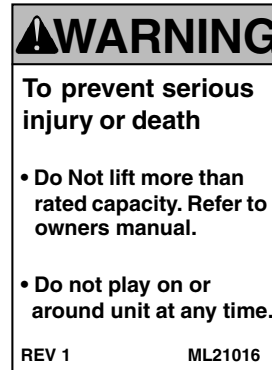 WARNING
To prevent serious
injury or death
• Do Not lift more than
rated capacity. Refer to
owners manual.
• Do not play on or
around unit at any time.
REV 1 ML21016